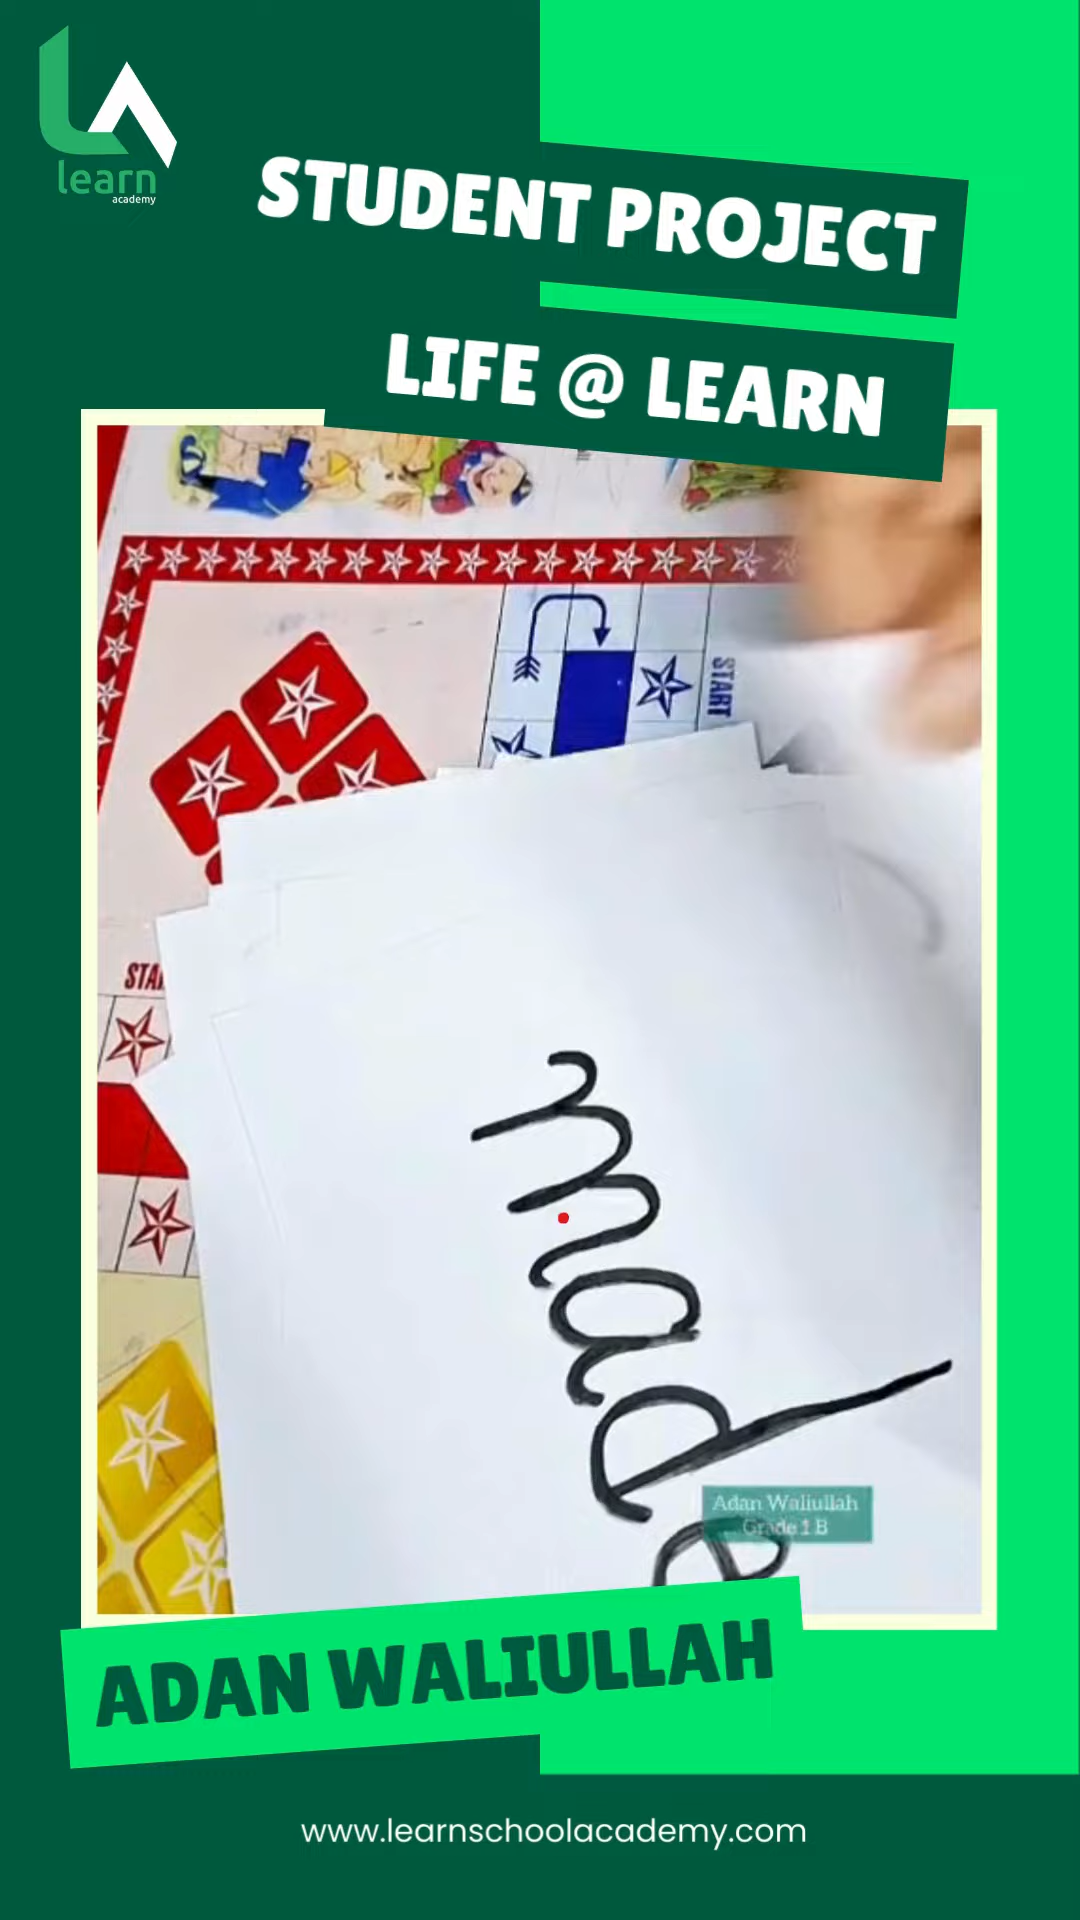 learn
academy
STUDENT PROJECT
LIFE @ LEARN
START
made
Adan Waliullah
Grade 1 B
ADAN WALIULLAH
www.learnschoolacademy.com